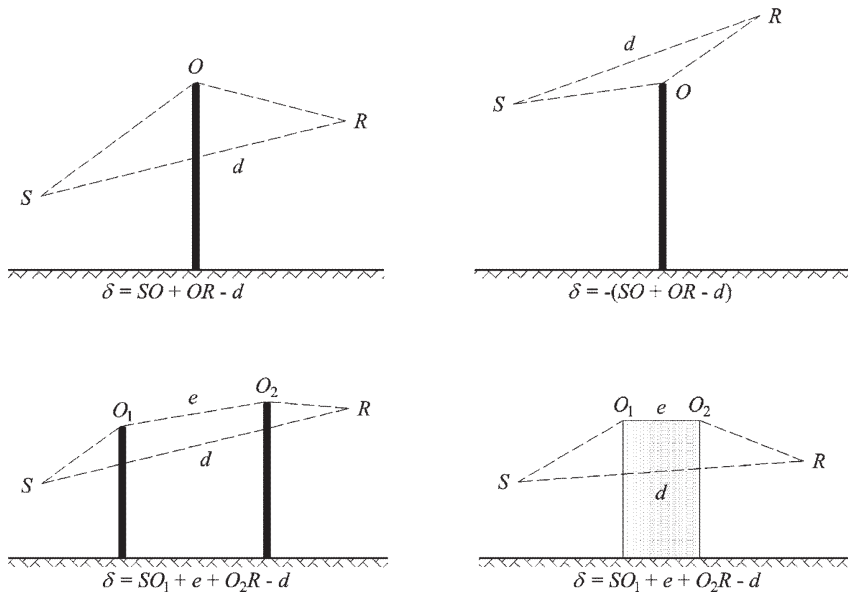 O
R
d
S
δ = SO + OR - d
R
d
S
O
δ = -(SO + OR - d)
O₂
e
O₁
R
d
S
δ = SO₁ + e + O₂R - d
O₁ e O₂
R
S
d
δ = SO₁ + e + O₂R - d